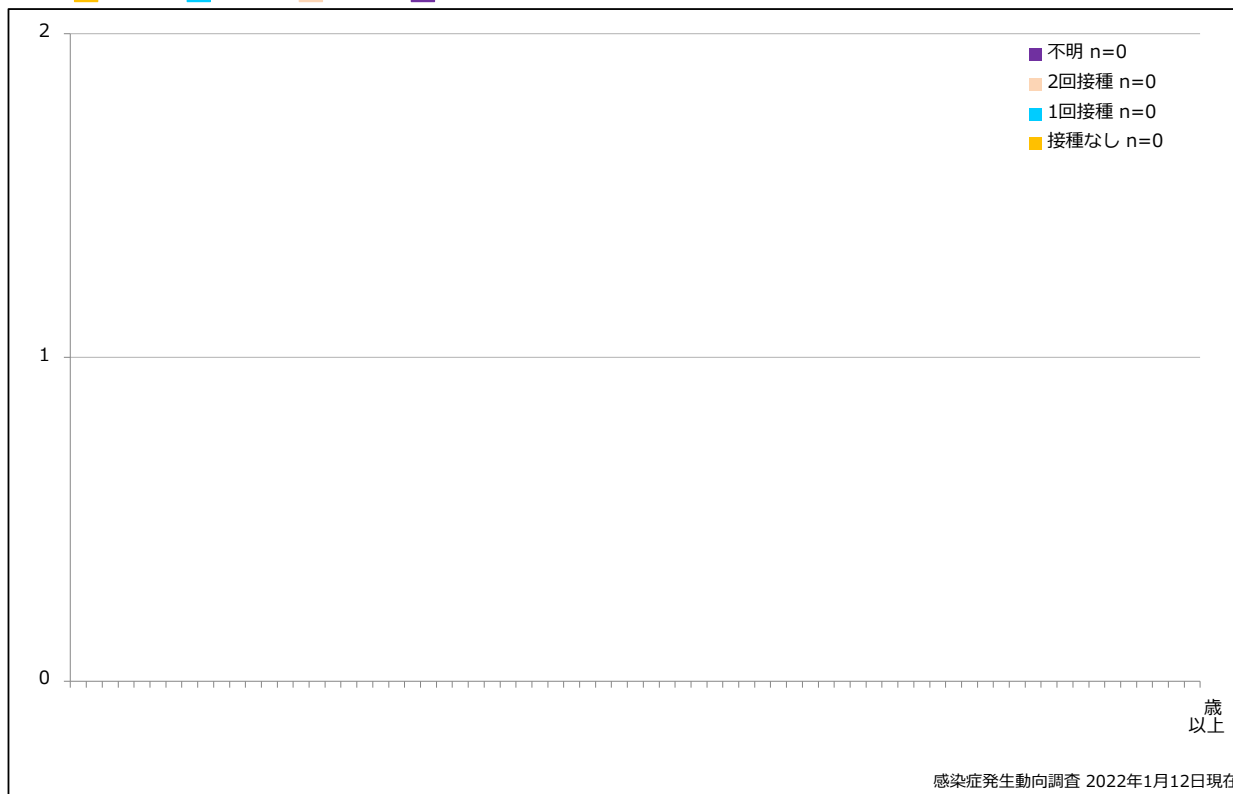 2
不明 n=0
2回接種 n=0
1回接種 n=0
接種なし n=0
1
0
歳
以上
感染症発生動向調査 2022年1月12日現在